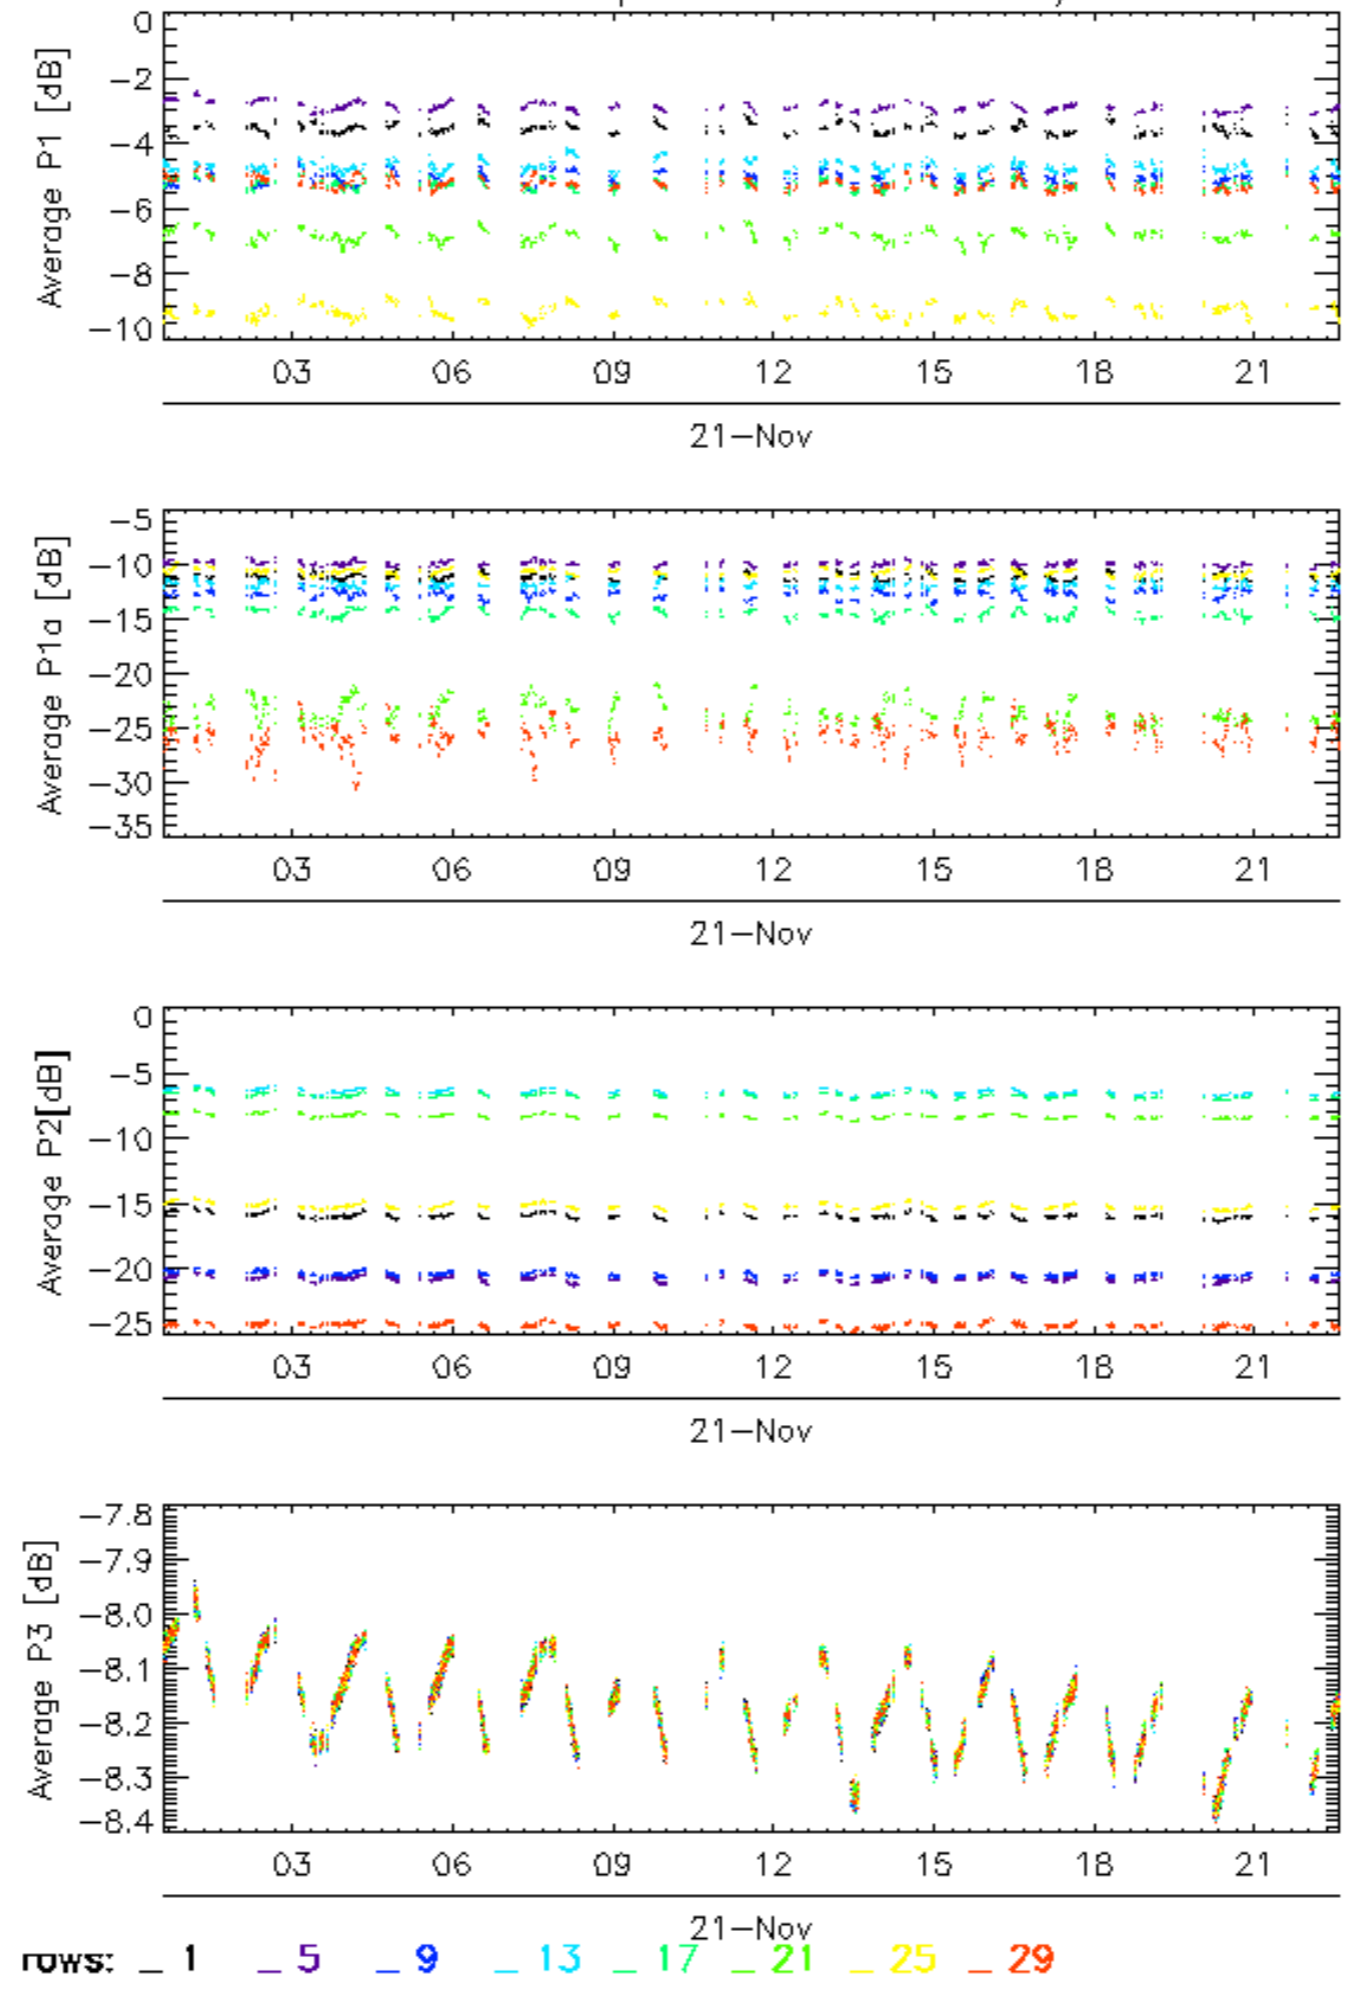 0
Average P1 [dB]
−2
−4
−6
−8
−10
03 06 09 12 15 18 21
21−Nov
−5
Average P1a [dB]
−10
−15
−20
−25
−30
−35
03 06 09 12 15 18 21
21−Nov
0
Average P2[dB]
−5
−10
−15
−20
−25
03 06 09 12 15 18 21
21−Nov
−7.8
Average P3 [dB]
−7.9
−8.0
−8.1
−8.2
−8.3
−8.4
03 06 09 12 15 18 21
21−Nov
rows: _ 1 _ 5 _ 9 _ 13 _ 17 _ 21 _ 25 _ 29